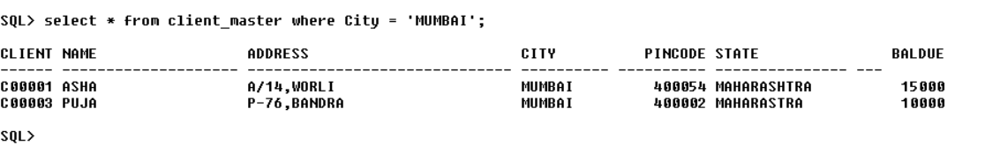 SQL> select * from client_master where City = 'MUMBAI';
CLIENT NAME                 ADDRESS                        CITY          PINCODE STATE               BALDUE
------ -------------------- ------------------------------ ---------- ---------- --------------- ---
C00001 ASHA                 A/14,WORLI                     MUMBAI         400054 MAHARASHTRA          15000
C00003 PUJA                 P-76,BANDRA                    MUMBAI         400002 MAHARASTRA           10000
SQL>